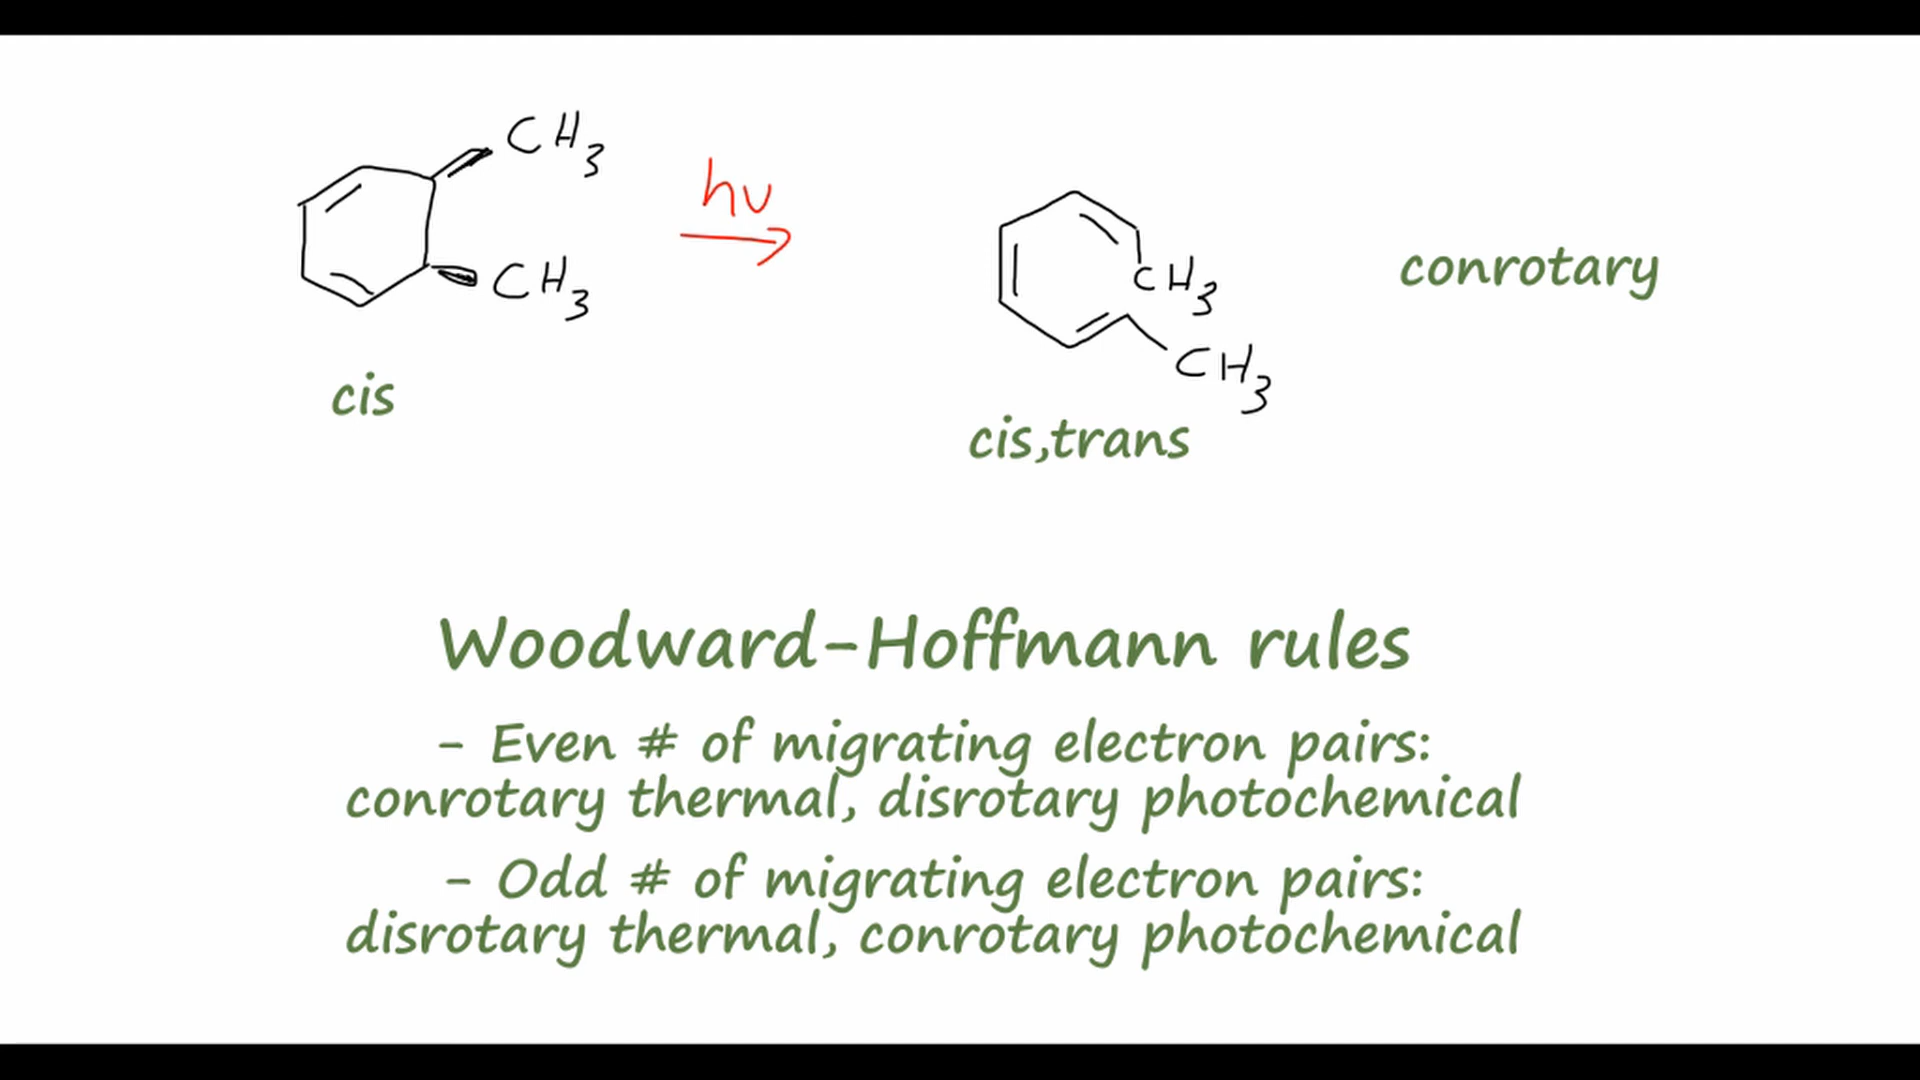 CH3
hν
CH3
CH3
CH3
conrotary
cis
cis,trans
Woodward-Hoffmann rules
- Even # of migrating electron pairs:
conrotary thermal, disrotary photochemical
- Odd # of migrating electron pairs:
disrotary thermal, conrotary photochemical